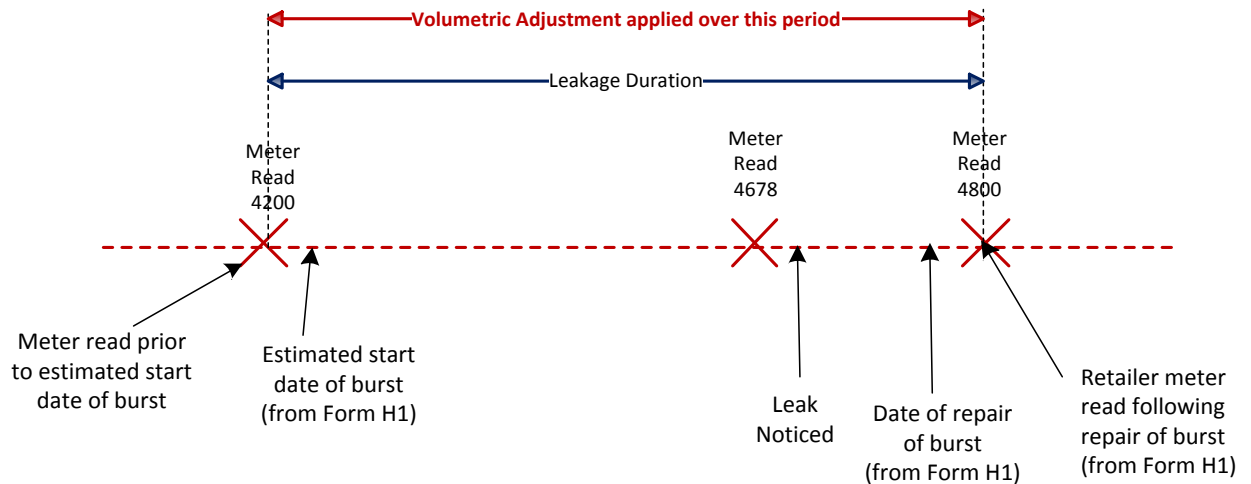 Volumetric Adjustment applied over this period
Leakage Duration
Meter
Read
4200
Meter
Read
4678
Meter
Read
4800
Meter read prior
to estimated start
date of burst
Estimated start
date of burst
(from Form H1)
Leak
Noticed
Date of repair
of burst
(from Form H1)
Retailer meter
read following
repair of burst
(from Form H1)